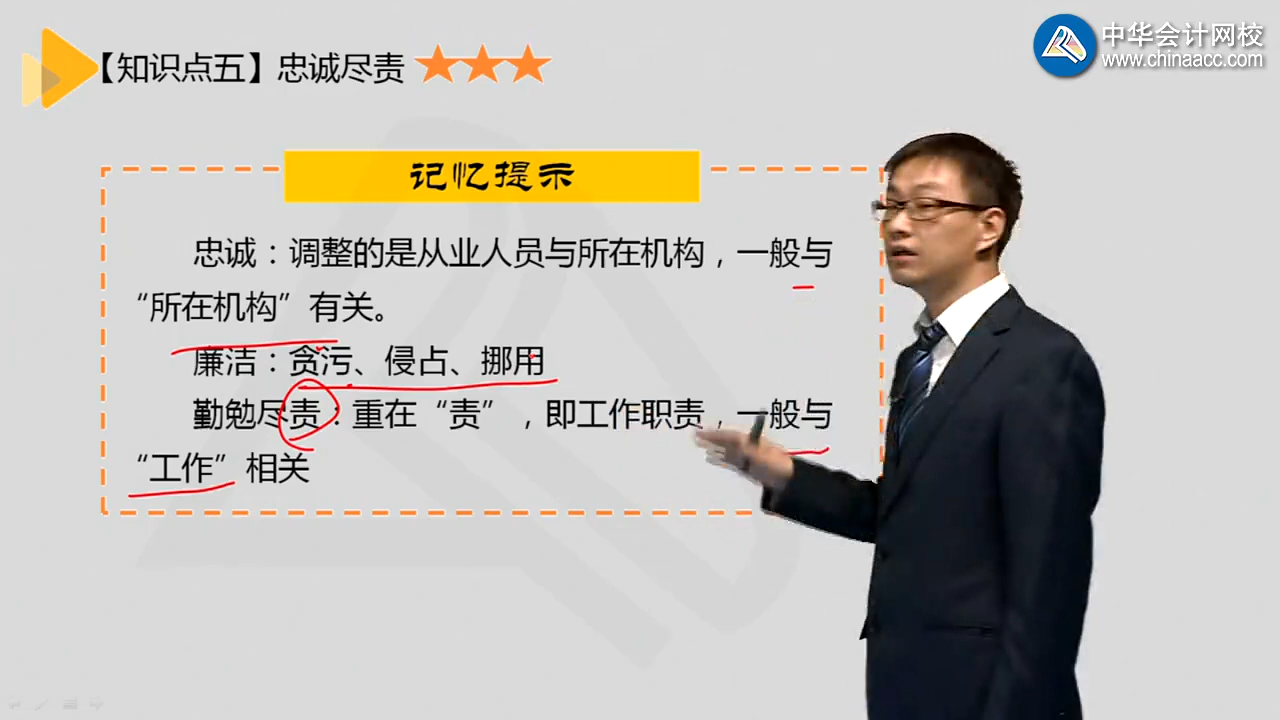 中华会计网校
www.chinaacc.com
【知识点五】忠诚尽责
记忆提示
忠诚：调整的是从业人员与所在机构，一般与
“所在机构”有关。
廉洁：贪污、侵占、挪用
勤勉尽责：重在“责”，即工作职责，一般与
“工作”相关